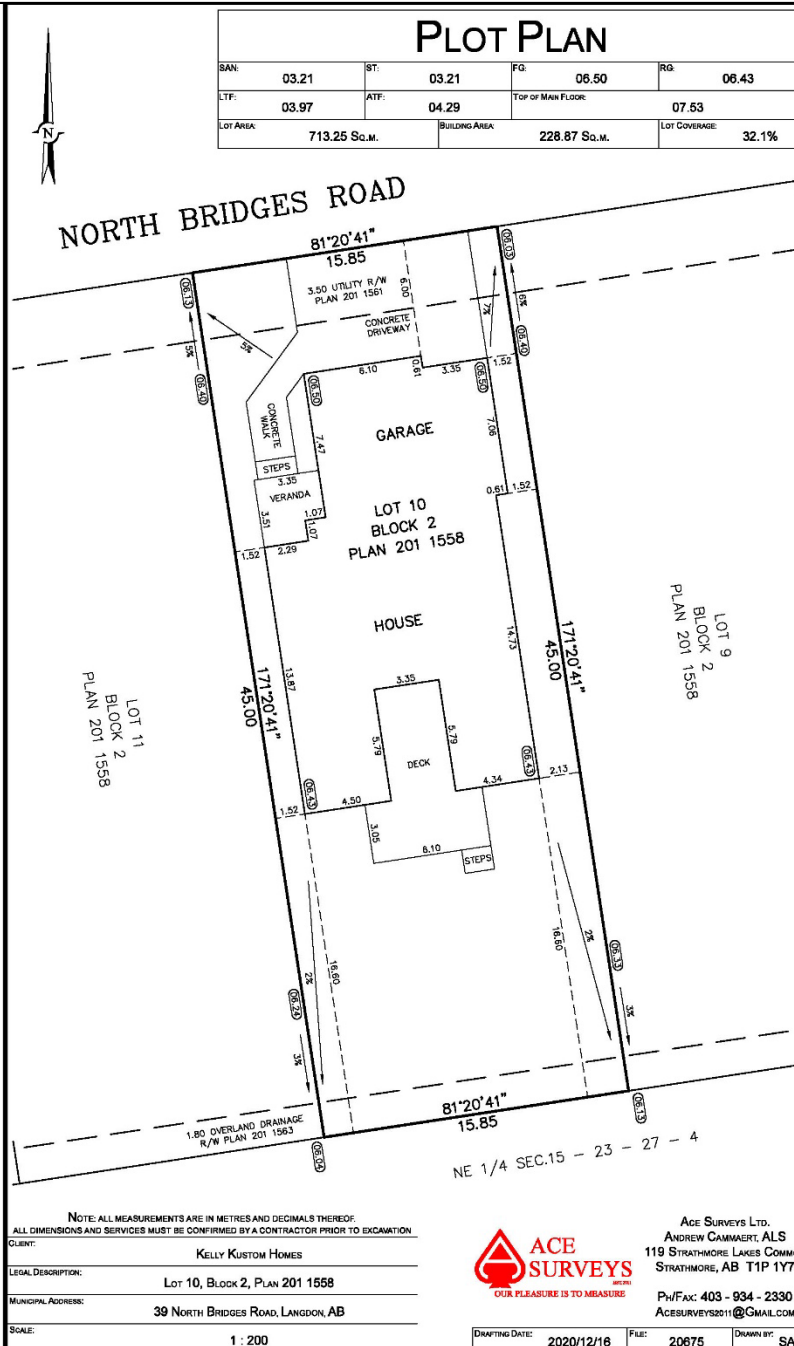 PLOT PLAN
SAN: 03.21 ST: 03.21 FG: 06.50 RG: 06.43
LTF: 03.97 ATF: 04.29 TOP OF MAIN FLOOR: 07.53
LOT AREA: 713.25 SQ.M. BUILDING AREA: 228.87 SQ.M. LOT COVERAGE: 32.1%
N
NORTH BRIDGES ROAD
81°20'41"
15.85
06.13
06.03
3.50 UTILITY R/W
PLAN 201 1561
6.00
CONCRETE
DRIVEWAY
5%
5%
7%
6%
06.40
06.40
6.10
0.61
3.35
1.52
06.50
06.50
CONCRETE
WALK
7.47
GARAGE
7.06
STEPS
3.35
VERANDA
0.61
1.52
3.51
1.07
1.07
LOT 10
BLOCK 2
PLAN 201 1558
1.52
2.29
HOUSE
LOT 9
BLOCK 2
PLAN 201 1558
171°20'41"
45.00
13.87
14.73
171°20'41"
45.00
LOT 11
BLOCK 2
PLAN 201 1558
3.35
5.79
5.79
DECK
06.43
06.43
1.52
4.50
4.34
2.13
3.05
6.10
STEPS
16.60
16.60
2%
2%
06.24
06.33
3%
3%
1.80 OVERLAND DRAINAGE
R/W PLAN 201 1563
81°20'41"
15.85
06.04
06.13
NE 1/4 SEC.15 - 23 - 27 - 4
NOTE: ALL MEASUREMENTS ARE IN METRES AND DECIMALS THEREOF.
ALL DIMENSIONS AND SERVICES MUST BE CONFIRMED BY A CONTRACTOR PRIOR TO EXCAVATION
CLIENT: KELLY KUSTOM HOMES
LEGAL DESCRIPTION: LOT 10, BLOCK 2, PLAN 201 1558
MUNICIPAL ADDRESS: 39 NORTH BRIDGES ROAD, LANGDON, AB
SCALE: 1 : 200
ACE
SURVEYS
OUR PLEASURE IS TO MEASURE
ACE SURVEYS LTD.
ANDREW CAMMAERT, ALS
119 STRATHMORE LAKES COMM
STRATHMORE, AB T1P 1Y7
PH/FAX: 403 - 934 - 2330
ACESURVEYS2011@GMAIL.COM
DRAFTING DATE: 2020/12/16 FILE: 20675 DRAWN BY: SA